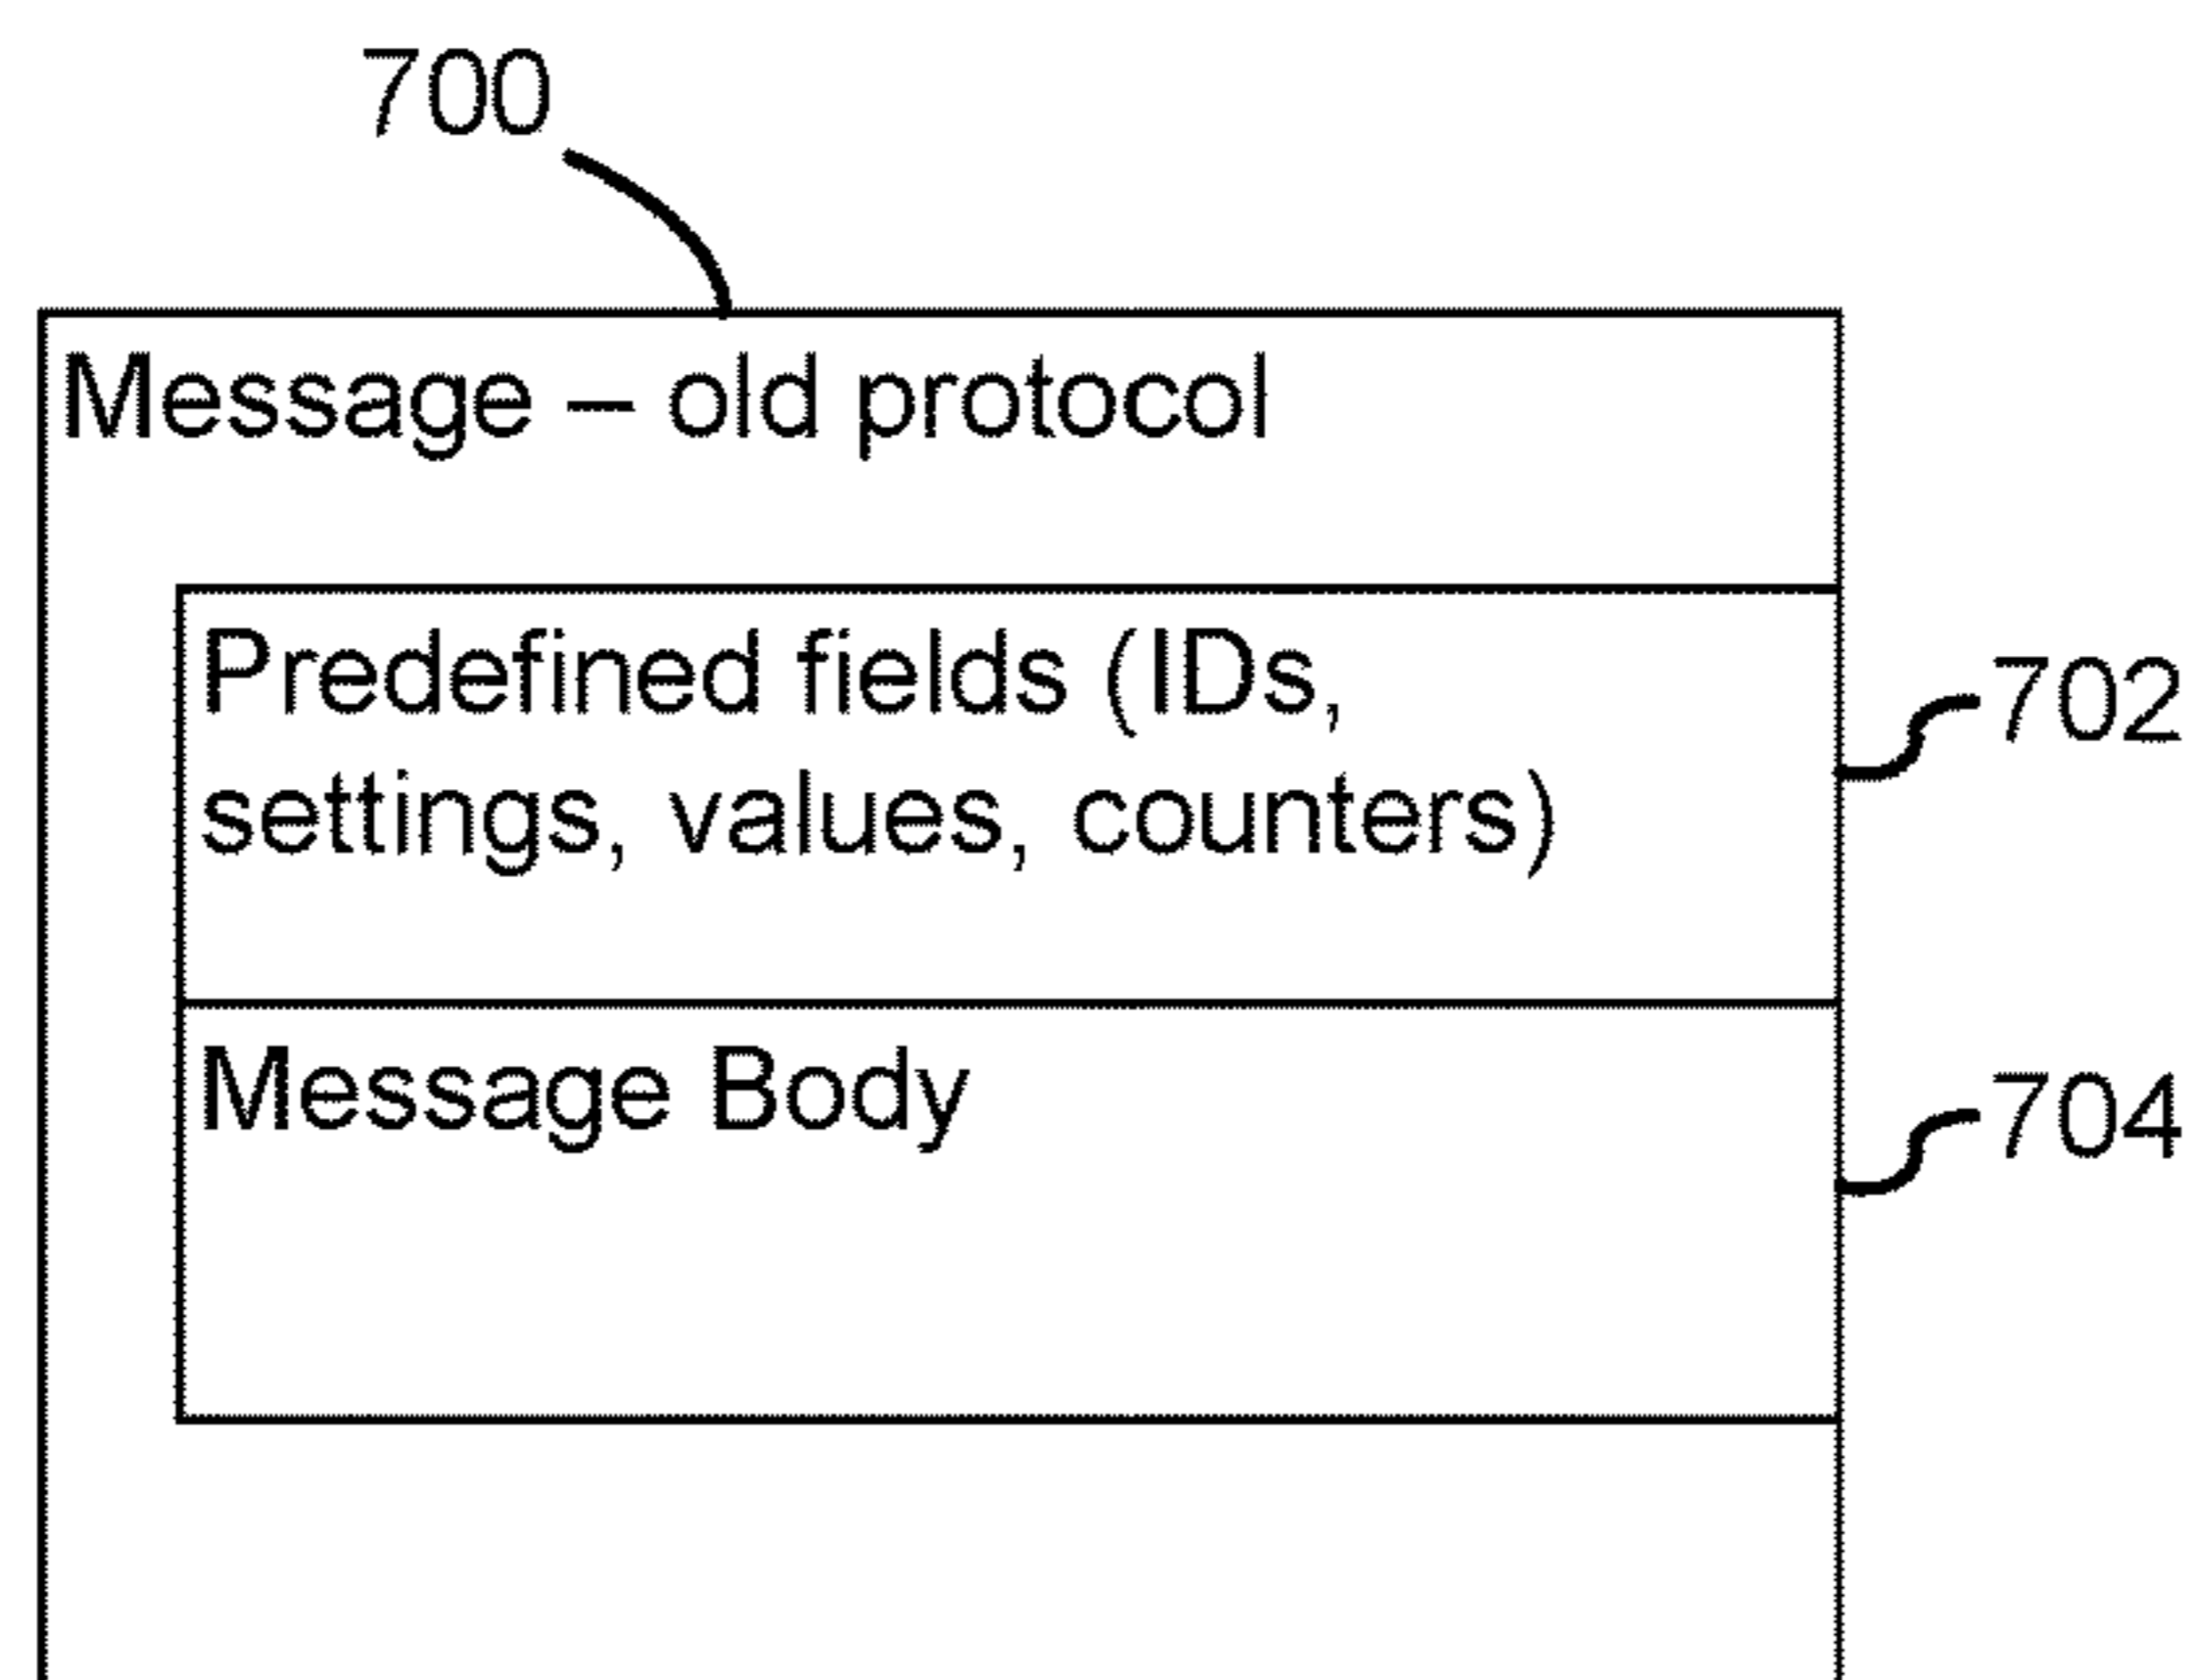 700
Message – old protocol
Predefined fields (IDs,
702
settings, values, counters)
Message Body
704